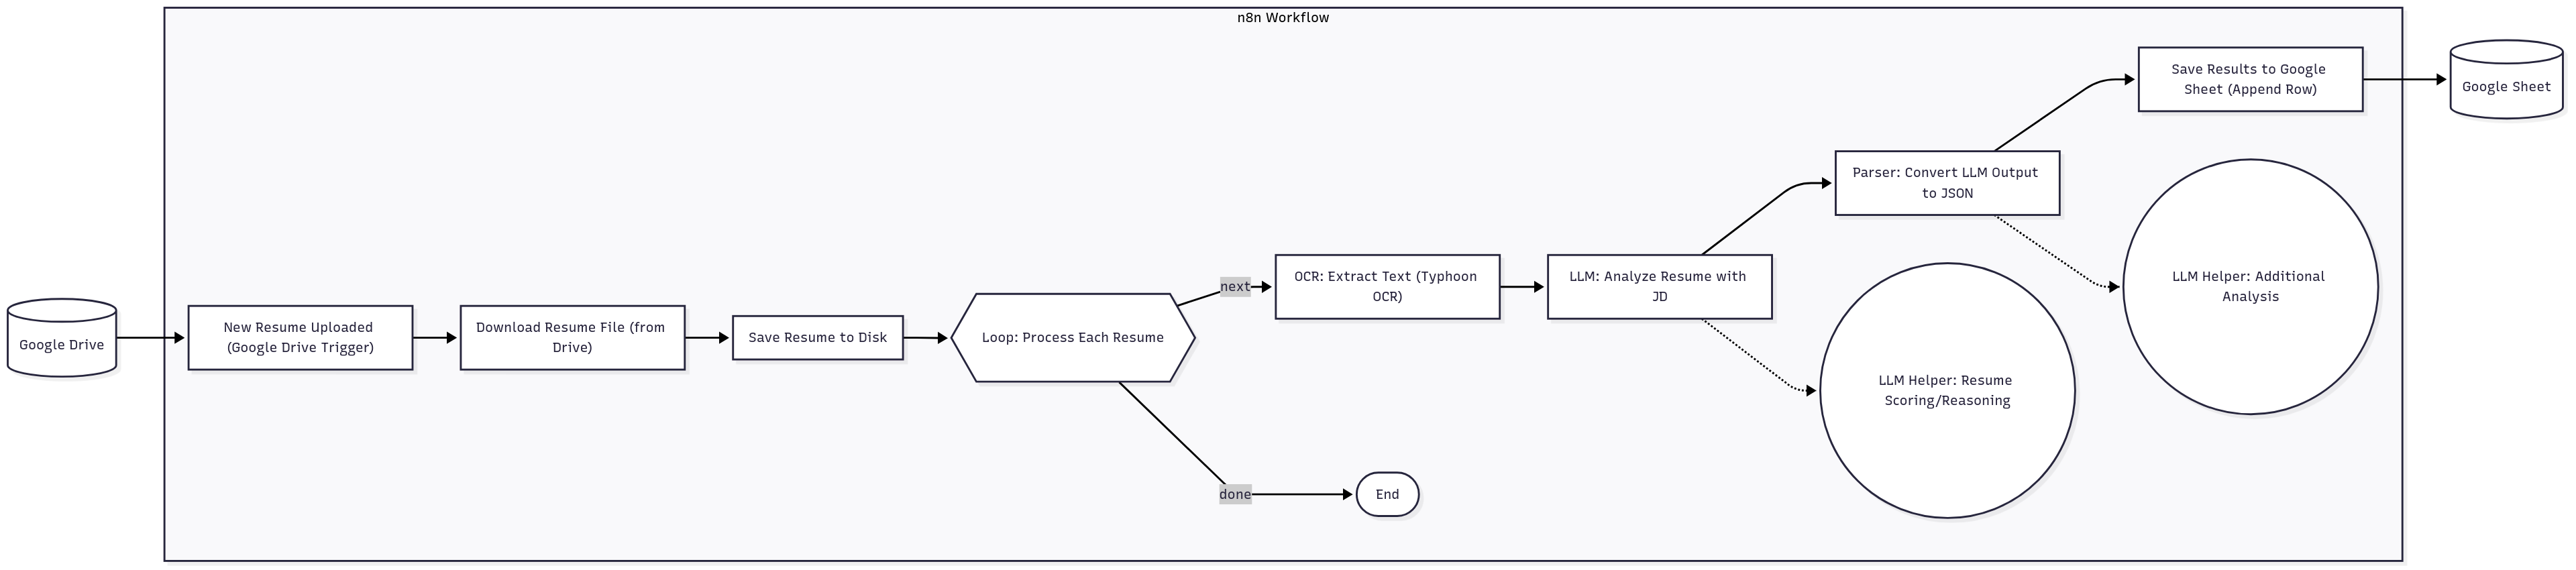 n8n Workflow
Google Drive
New Resume Uploaded
(Google Drive Trigger)
Download Resume File (from
Drive)
Save Resume to Disk
Loop: Process Each Resume
next
done
End
OCR: Extract Text (Typhoon
OCR)
LLM: Analyze Resume with
JD
Parser: Convert LLM Output
to JSON
LLM Helper: Resume
Scoring/Reasoning
Save Results to Google
Sheet (Append Row)
LLM Helper: Additional
Analysis
Google Sheet